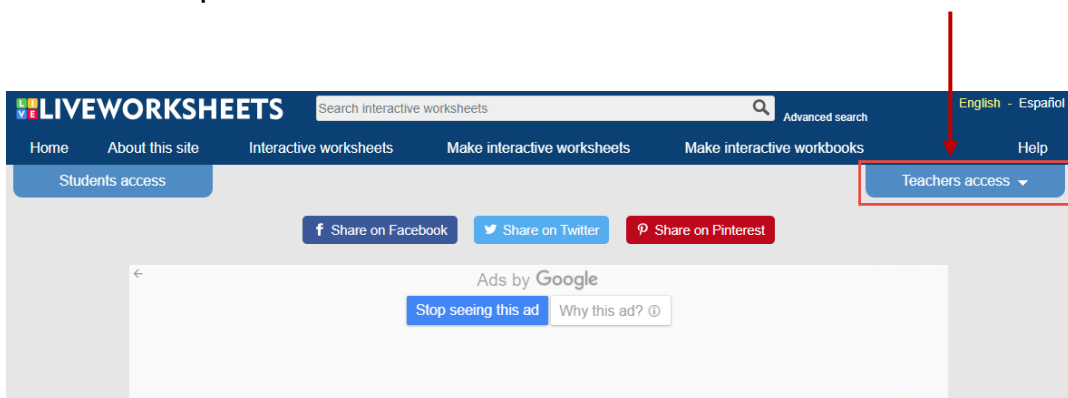 LIVE LIVEWORKSHEETS Search interactive worksheets Advanced search English - Español
Home About this site Interactive worksheets Make interactive worksheets Make interactive workbooks Help
Students access Teachers access
Share on Facebook Share on Twitter Share on Pinterest
Ads by Google
Stop seeing this ad Why this ad?